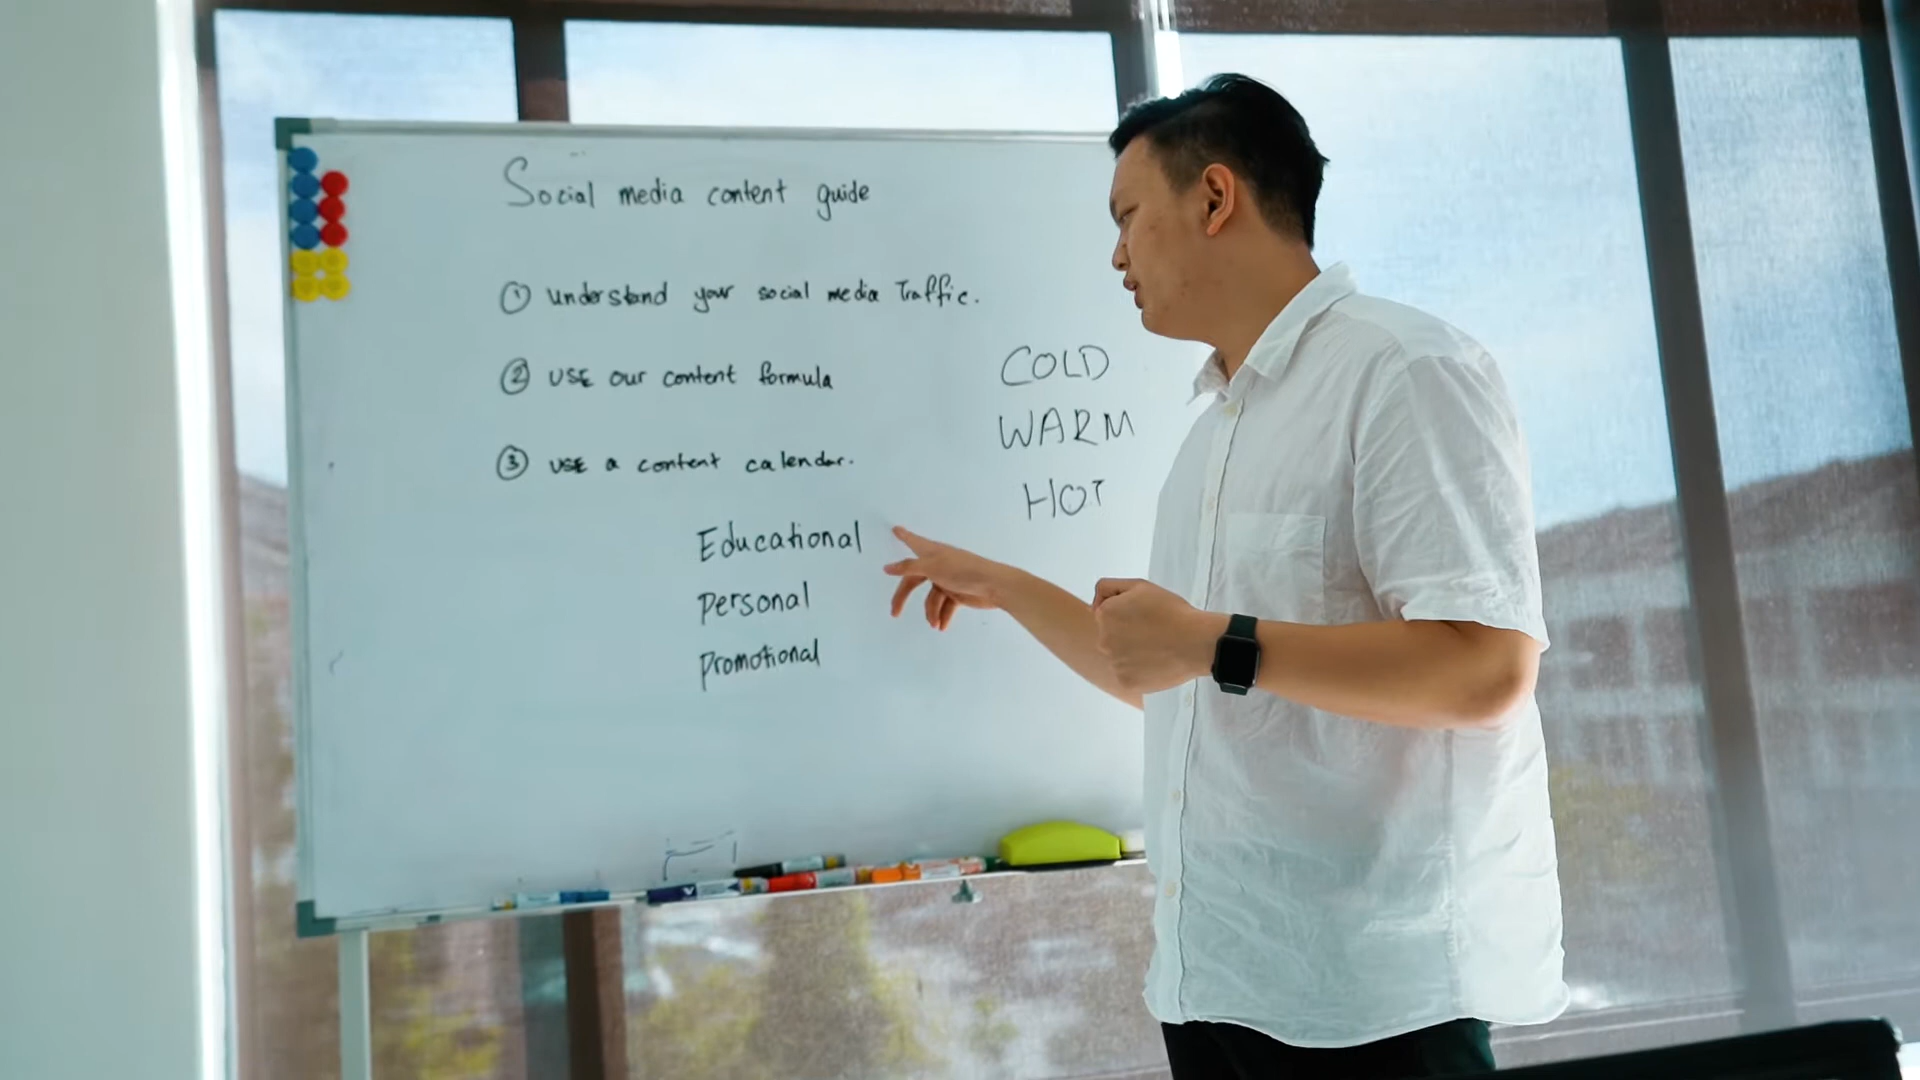 Social media content guide
① understand your social media Traffic.
② USE our content formula
③ USE a content calendar.
COLD
WARM
HOT
Educational
Personal
Promotional